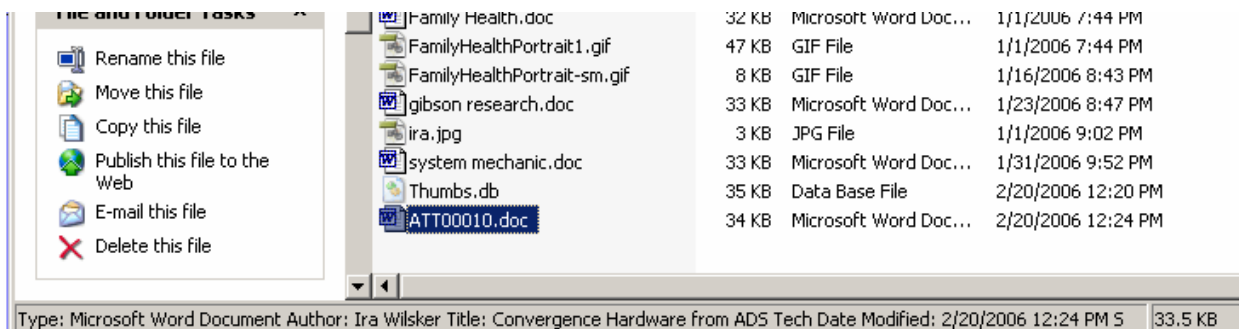 File and Folder Tasks
Rename this file
Move this file
Copy this file
Publish this file to the
Web
E-mail this file
Delete this file
Family Health.doc 32 KB Microsoft Word Doc... 1/1/2006 7:44 PM
FamilyHealthPortrait1.gif 47 KB GIF File 1/1/2006 7:44 PM
FamilyHealthPortrait-sm.gif 8 KB GIF File 1/16/2006 8:43 PM
gibson research.doc 33 KB Microsoft Word Doc... 1/23/2006 8:47 PM
ira.jpg 3 KB JPG File 1/1/2006 9:02 PM
system mechanic.doc 33 KB Microsoft Word Doc... 1/31/2006 9:52 PM
Thumbs.db 35 KB Data Base File 2/20/2006 12:20 PM
ATT00010.doc 34 KB Microsoft Word Doc... 2/20/2006 12:24 PM
Type: Microsoft Word Document Author: Ira Wilsker Title: Convergence Hardware from ADS Tech Date Modified: 2/20/2006 12:24 PM S 33.5 KB